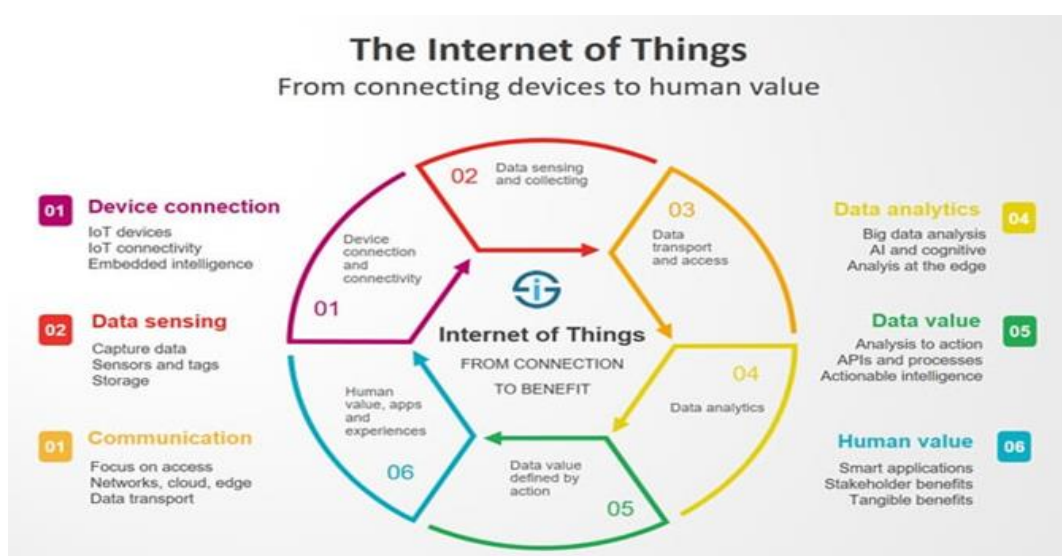 The Internet of Things
From connecting devices to human value
01
Device connection
IoT devices
IoT connectivity
Embedded intelligence
02
Data sensing
Capture data
Sensors and tags
Storage
01
Communication
Focus on access
Networks, cloud, edge
Data transport
02
Data sensing
and collecting
03
Data
transport
and access
Device
connection
and
connectivity
01
i
Internet of Things
FROM CONNECTION
TO BENEFIT
04
Data analytics
Human
value, apps
and
experiences
06
Data value
defined by
action
05
Data analytics
04
Big data analysis
AI and cognitive
Analyis at the edge
Data value
05
Analysis to action
APIs and processes
Actionable intelligence
Human value
06
Smart applications
Stakeholder benefits
Tangible benefits